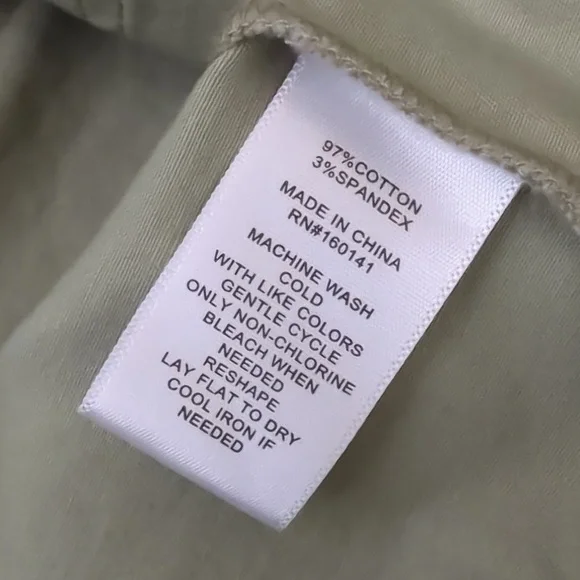 97%COTTON
3%SPANDEX
MADE IN CHINA
RN#160141
MACHINE WASH
COLD
WITH LIKE COLORS
GENTLE CYCLE
ONLY NON-CHLORINE
BLEACH WHEN
NEEDED
RESHAPE
LAY FLAT TO DRY
COOL IRON IF
NEEDED